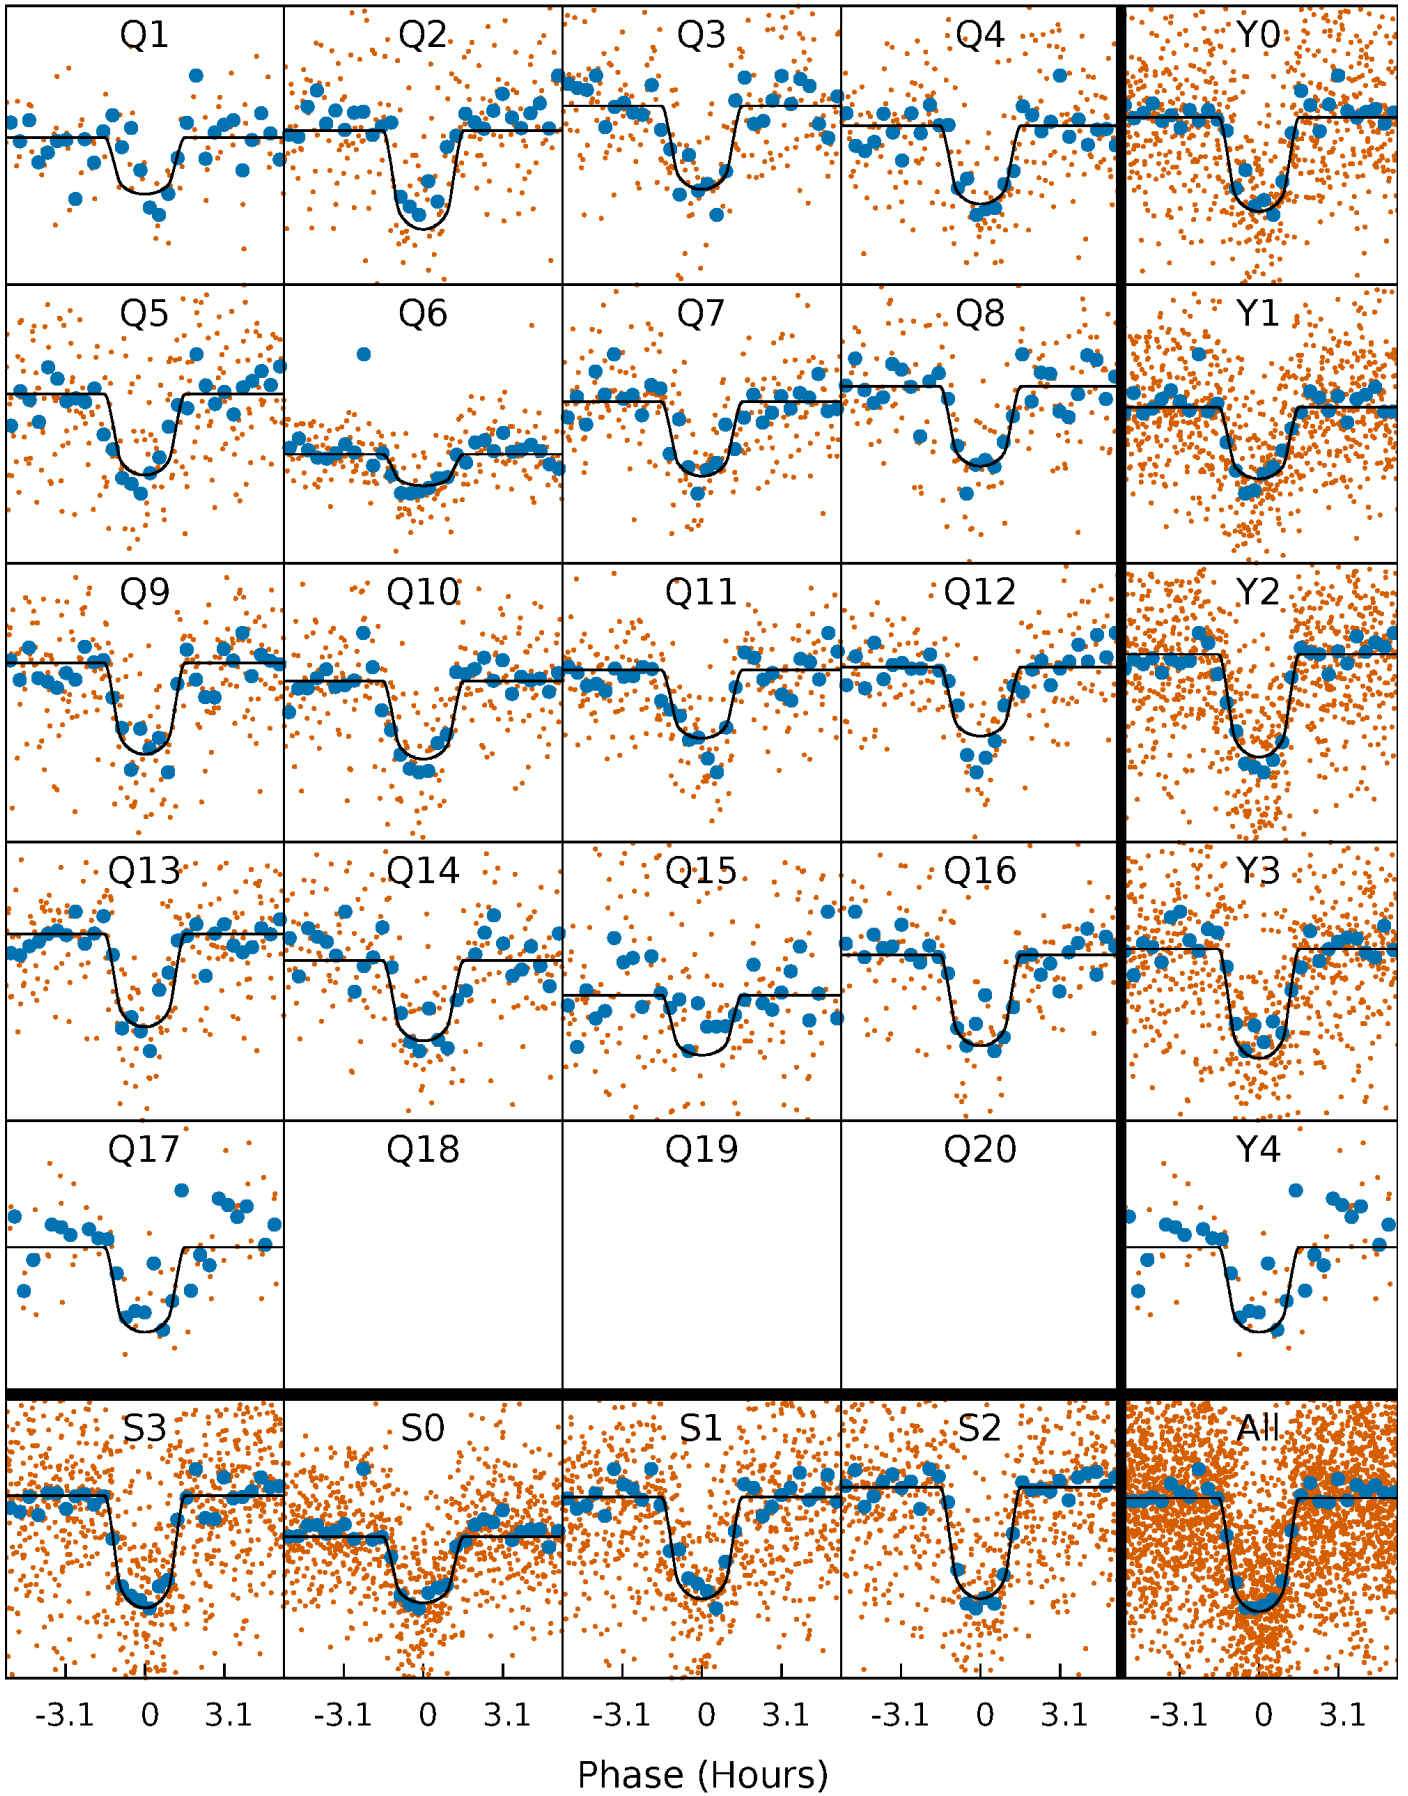 Q1 Q2 Q3 Q4 Y0
Q5 Q6 Q7 Q8 Y1
Q9 Q10 Q11 Q12 Y2
Q13 Q14 Q15 Q16 Y3
Q17 Q18 Q19 Q20 Y4
S3 S0 S1 S2 All
-3.1 0 3.1 -3.1 0 3.1 -3.1 0 3.1 -3.1 0 3.1 -3.1 0 3.1
Phase (Hours)